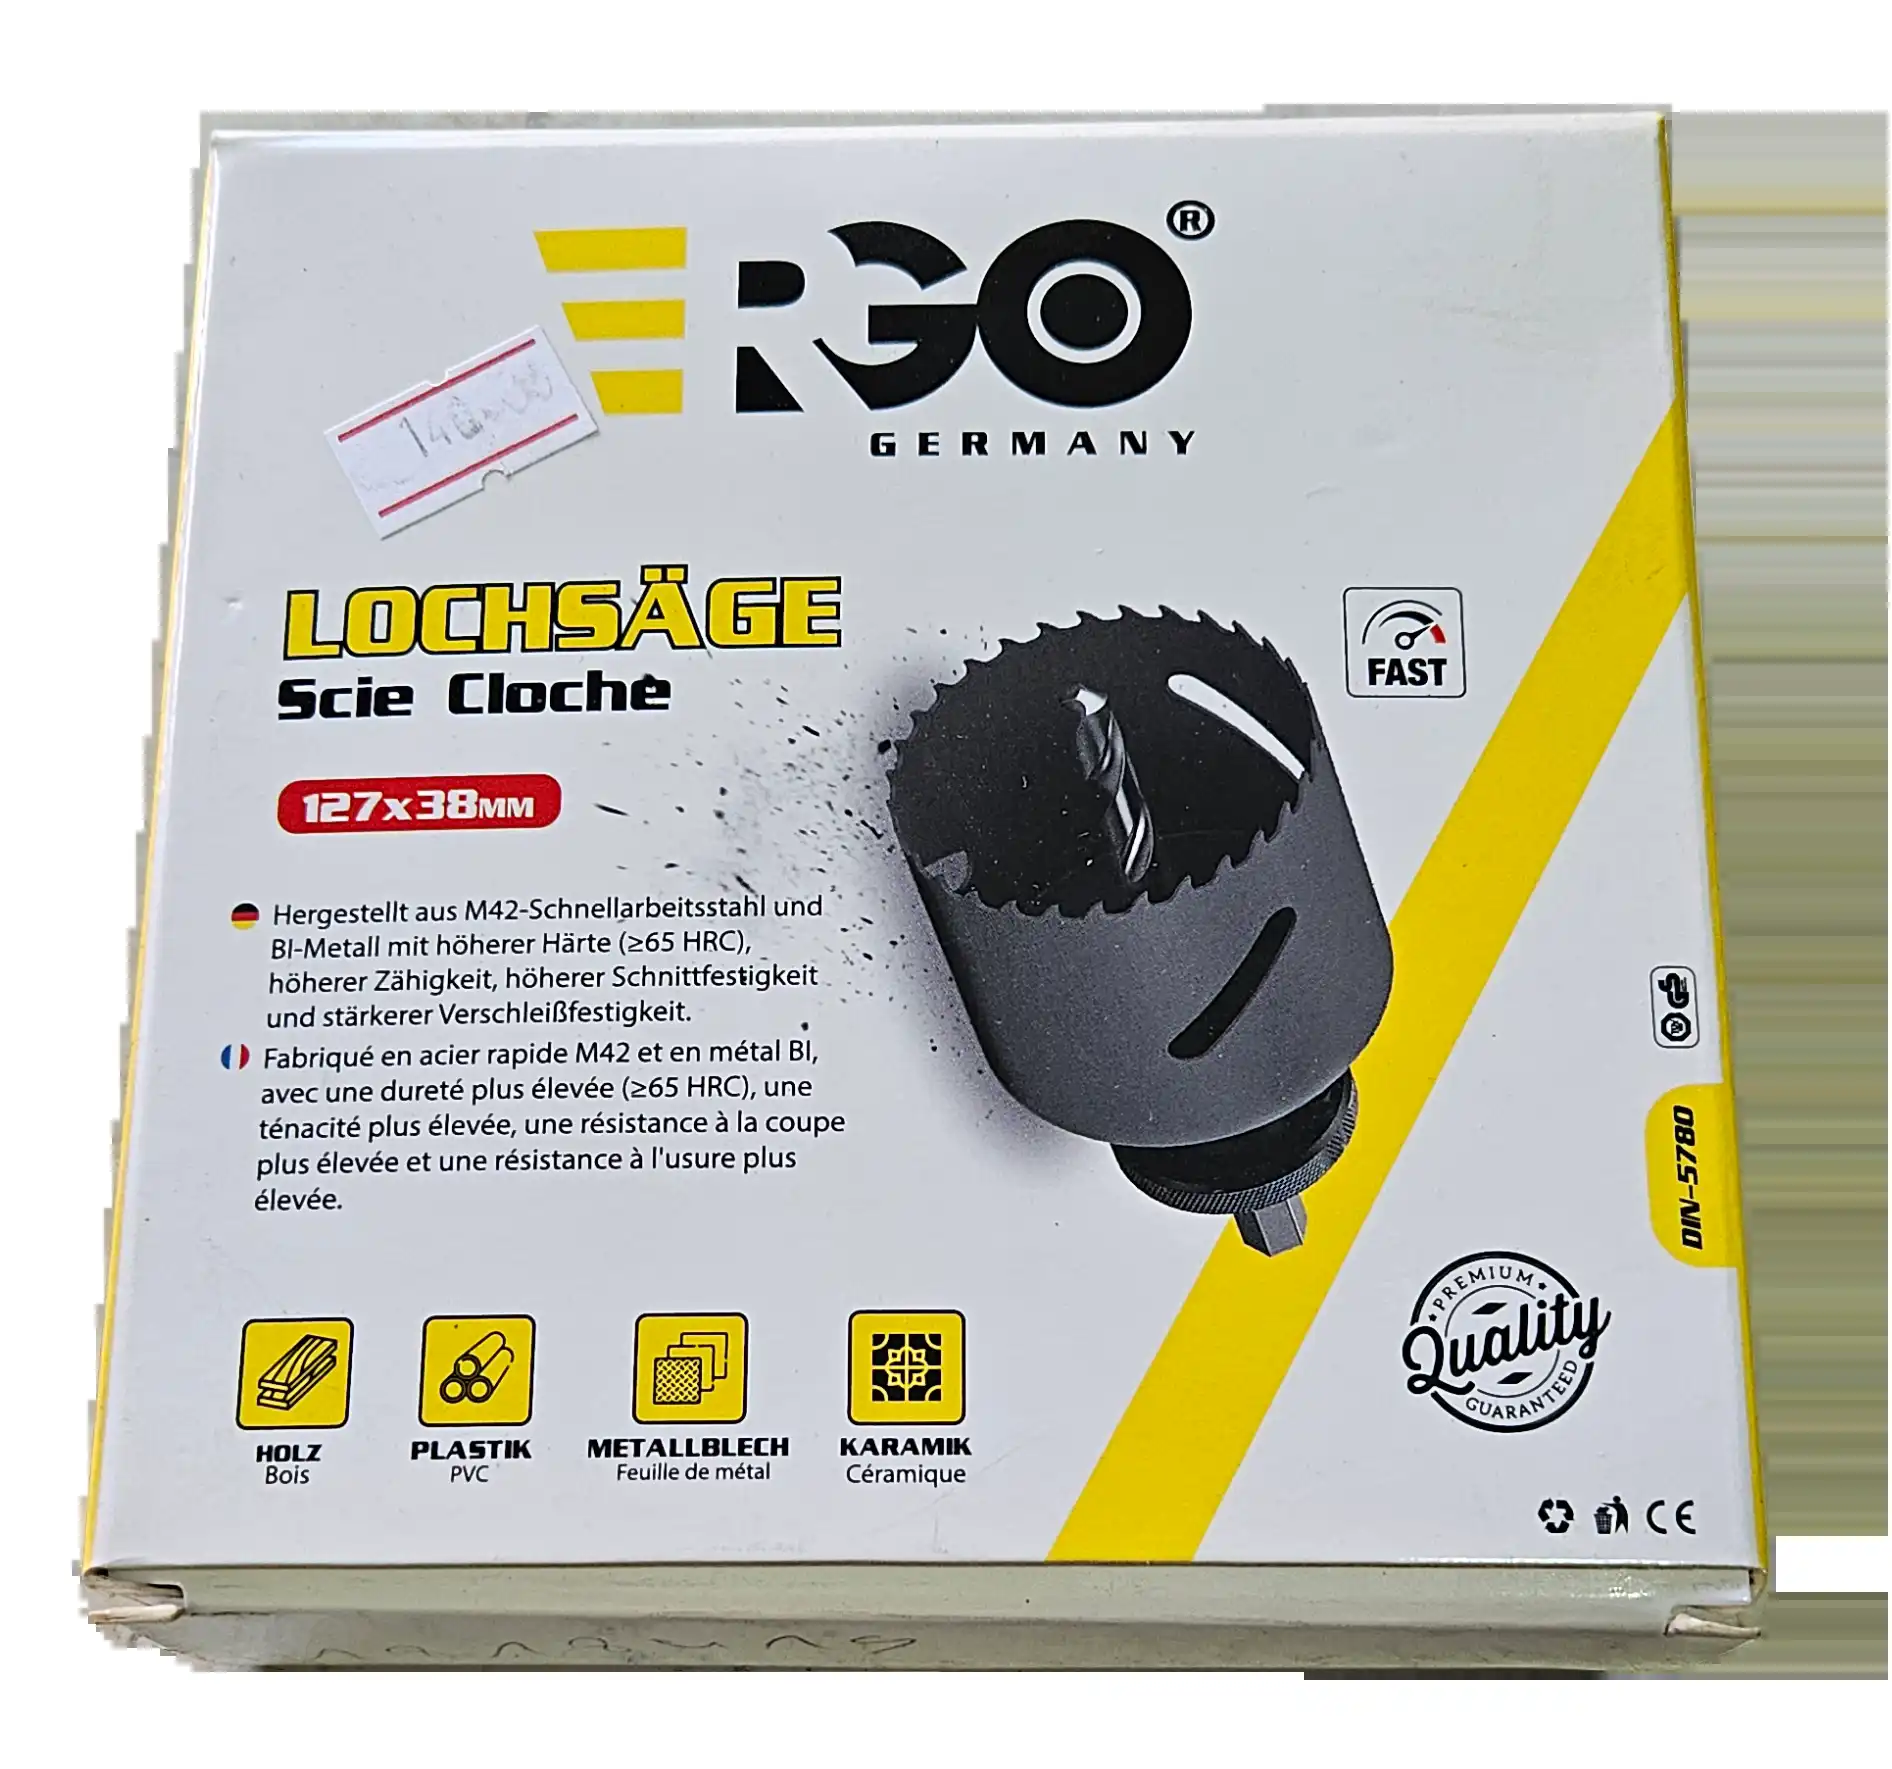 ERGO®
GERMANY
LOCHSÄGE
Scie Cloche
FAST
127x38MM
Hergestellt aus M42-Schnellarbeitsstahl und
BI-Metall mit höherer Härte (≥65 HRC),
höherer Zähigkeit, höherer Schnittfestigkeit
und stärkerer Verschleißfestigkeit.
Fabriqué en acier rapide M42 et en métal BI,
avec une dureté plus élevée (≥65 HRC), une
ténacité plus élevée, une résistance à la coupe
plus élevée et une résistance à l'usure plus
élevée.
GS
DIN-5780
PREMIUM
Quality
GUARANTEED
HOLZ
Bois
PLASTIK
PVC
METALLBLECH
Feuille de métal
KARAMIK
Céramique
CE